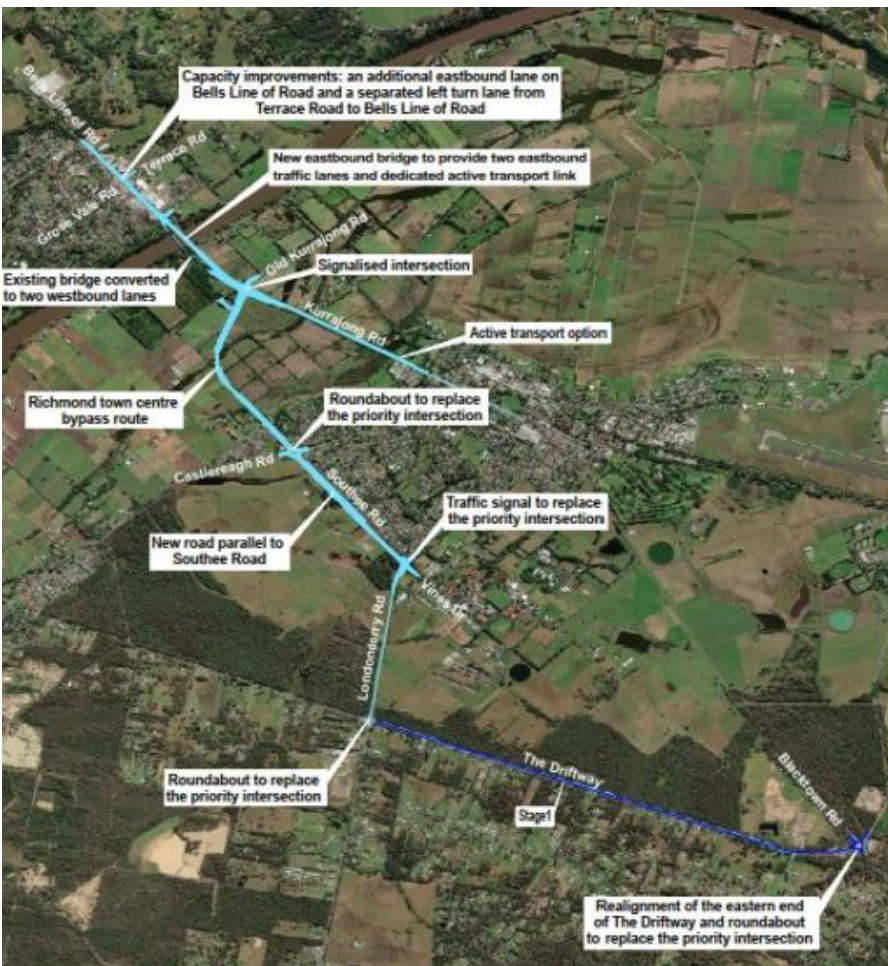 Capacity improvements: an additional eastbound lane on
Bells Line of Road and a separated left turn lane from
Terrace Road to Bells Line of Road
Bells Line of Rd
Terrace Rd
Grose Vale Rd
New eastbound bridge to provide two eastbound
traffic lanes and dedicated active transport link
Old Kurrajong Rd
Signalised intersection
Existing bridge converted
to two westbound lanes
Kurrajong Rd
Active transport option
Richmond town centre
bypass route
Roundabout to replace
the priority intersection
Castlereagh Rd
Southee Rd
Traffic signal to replace
the priority intersection
New road parallel to
Southee Road
Vines Dr
Londonderry Rd
Roundabout to replace
the priority intersection
The Driftway
Stage1
Blacktown Rd
Realignment of the eastern end
of The Driftway and roundabout
to replace the priority intersection